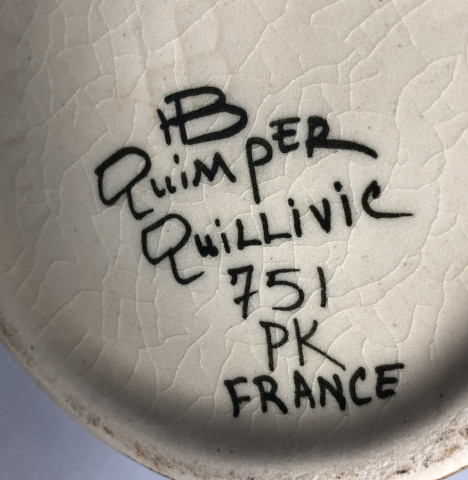 HB
QuiMpER
QuiLLiViC
751
PK
FRANCE